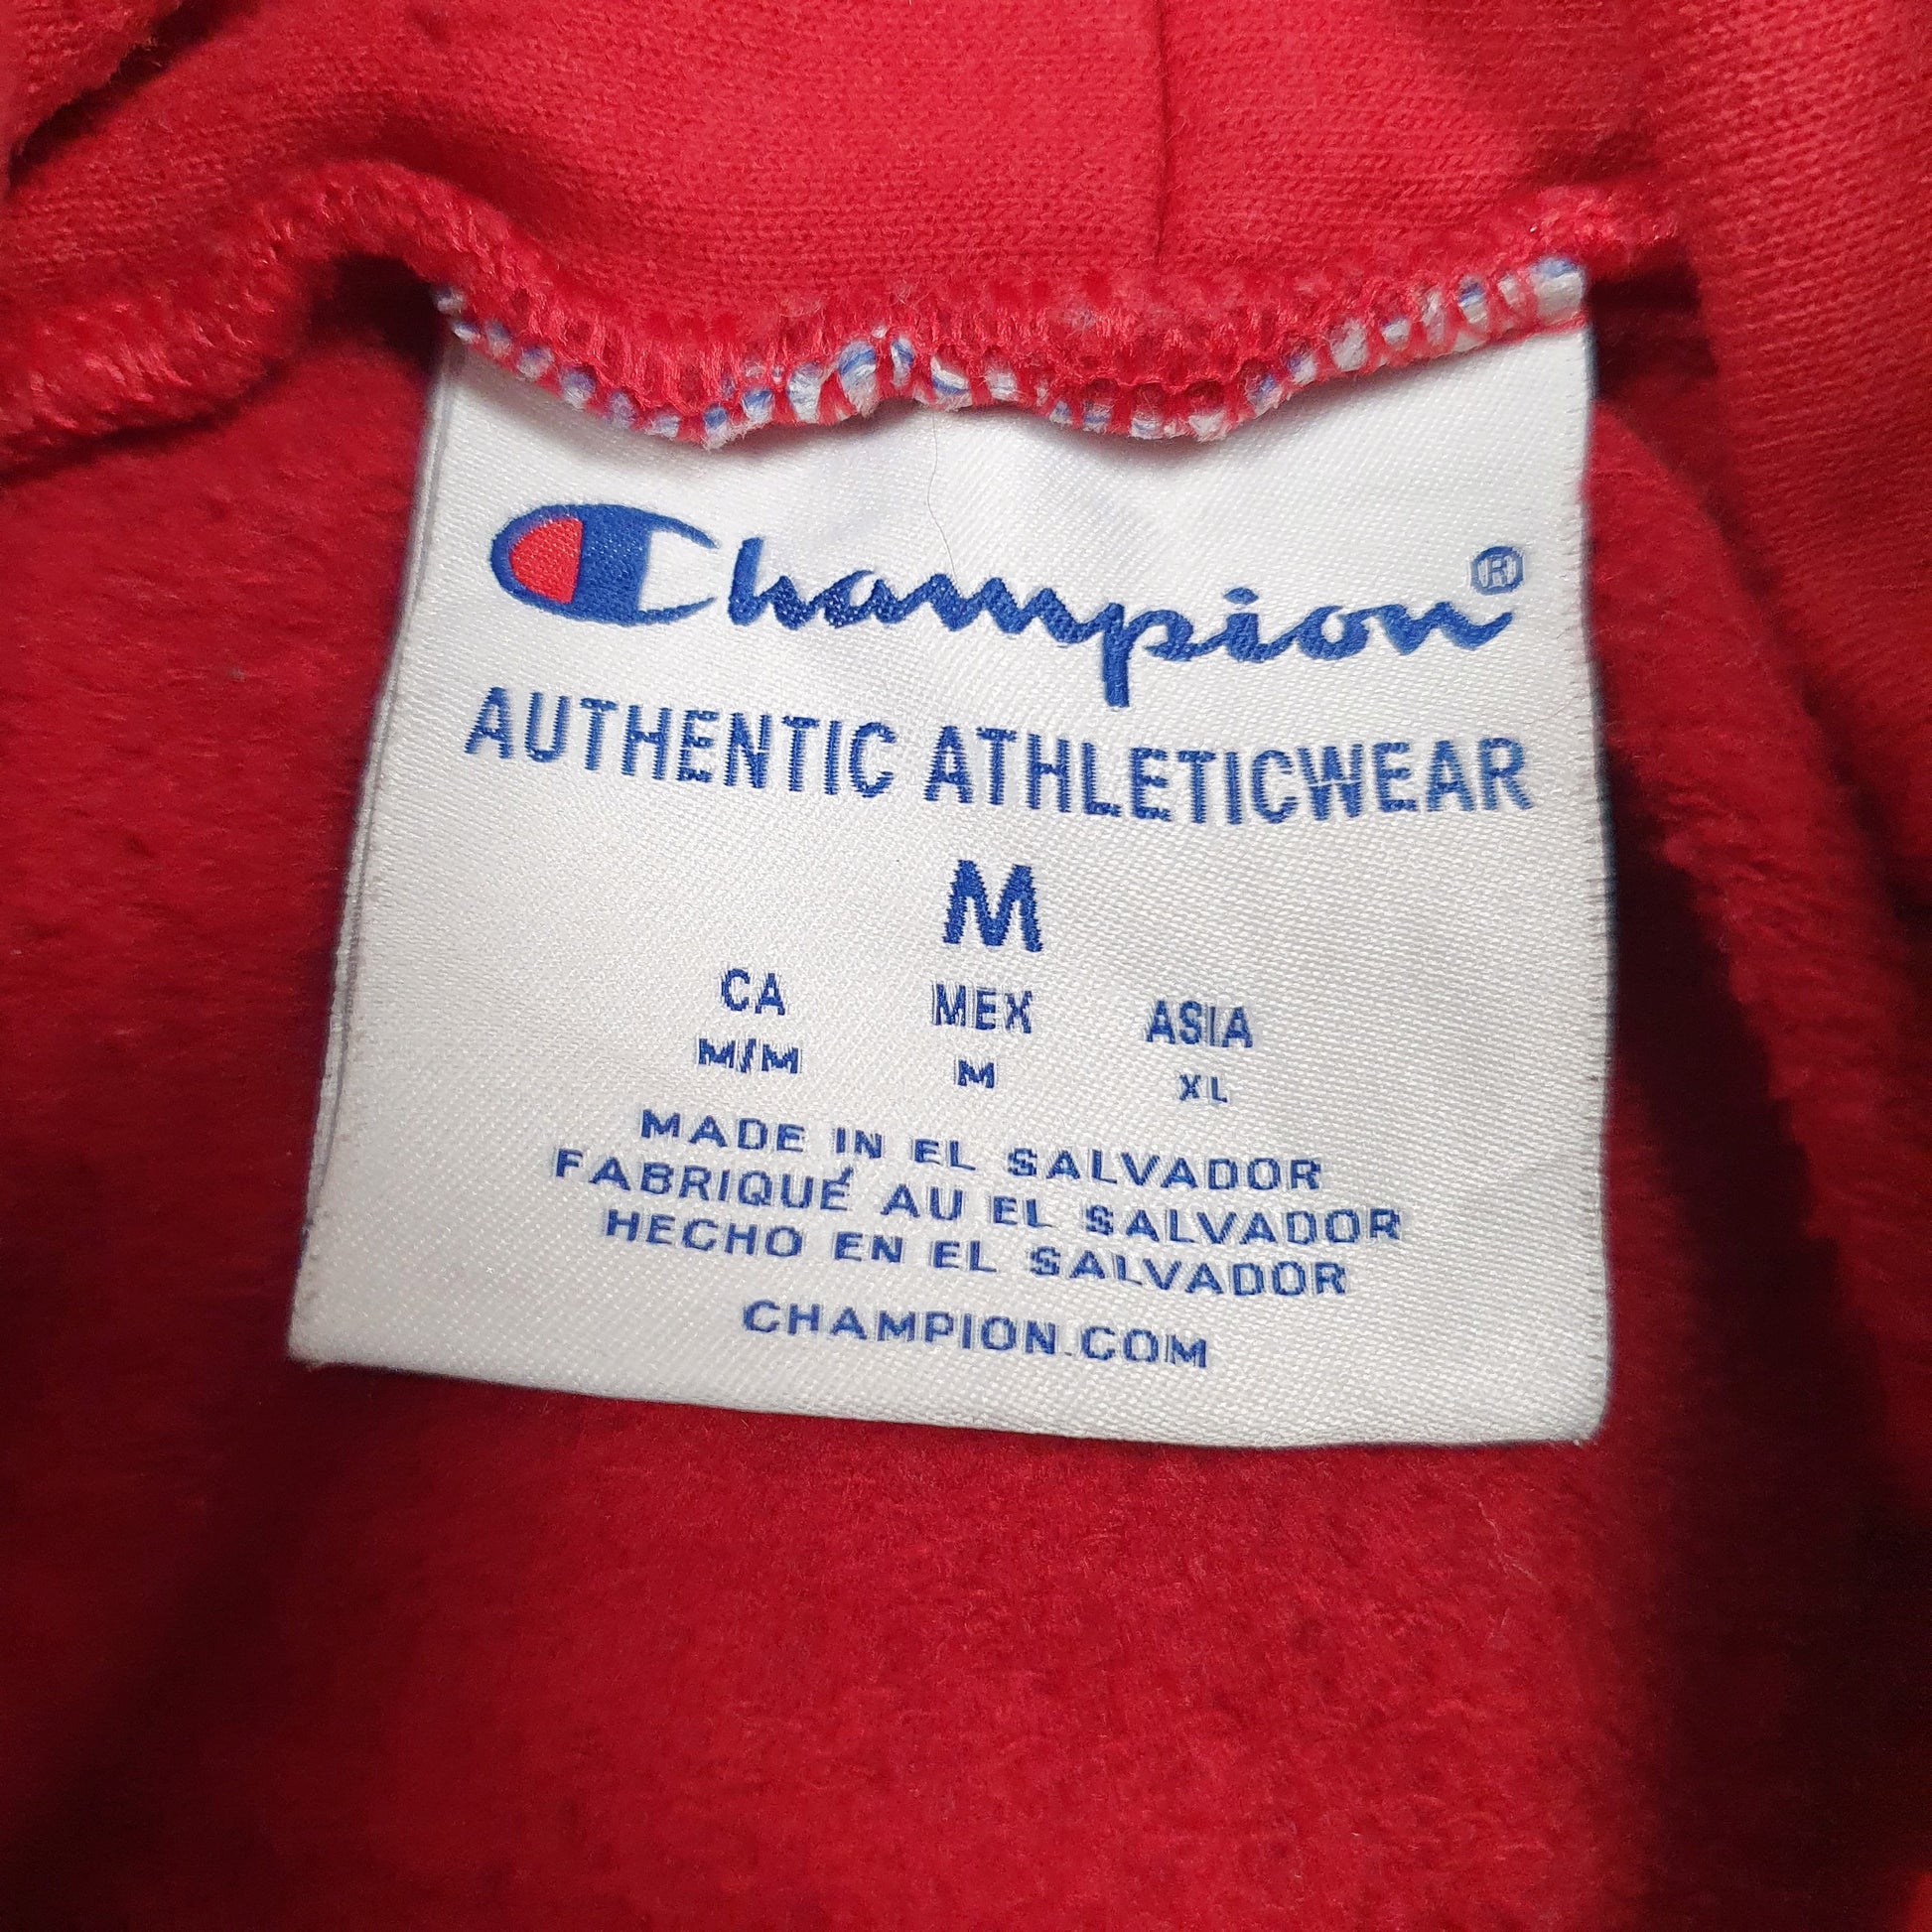 Champion®
AUTHENTIC ATHLETICWEAR
M
CA MEX ASIA
M/M M XL
MADE IN EL SALVADOR
FABRIQUÉ AU EL SALVADOR
HECHO EN EL SALVADOR
CHAMPION.COM